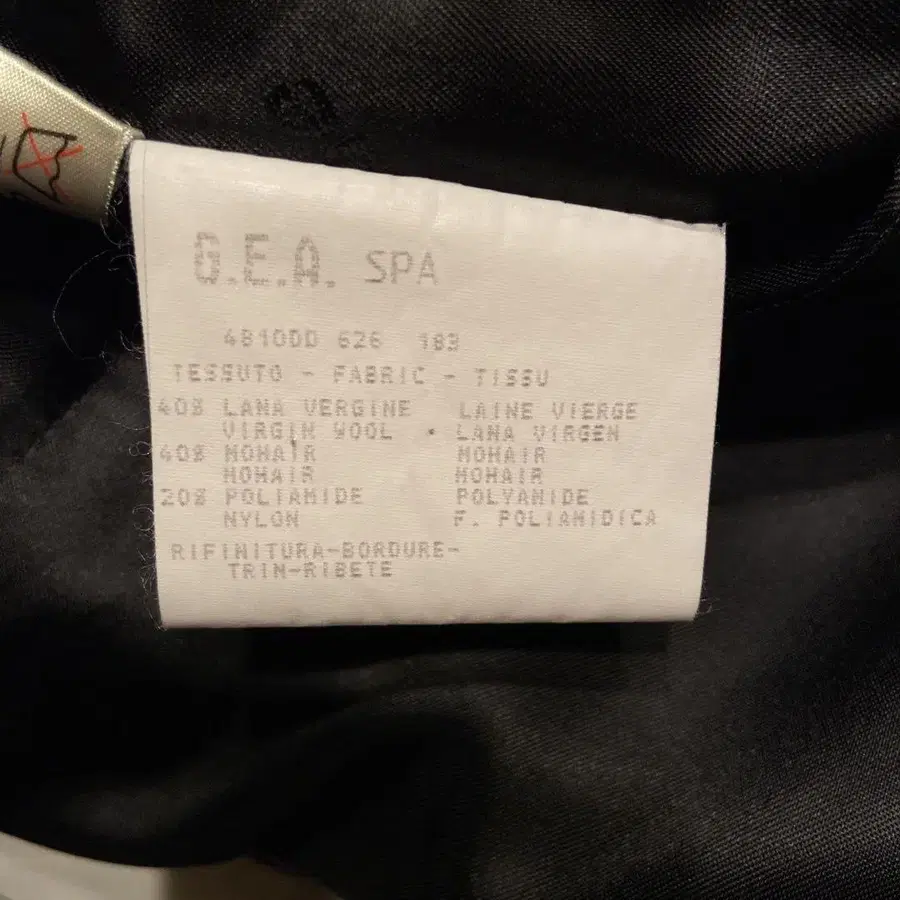 G.E.A. SPA
4810DD 626 183
TESSUTO - FABRIC - TISSU
40% LANA VERGINE LAINE VIERGE
VIRGIN WOOL LANA VIRGEN
40% MOHAIR MOHAIR
MOHAIR MOHAIR
20% POLIAMIDE POLYAMIDE
NYLON F. POLIAMIDICA
RIFINITURA-BORDURE-
TRIM-RIBETE